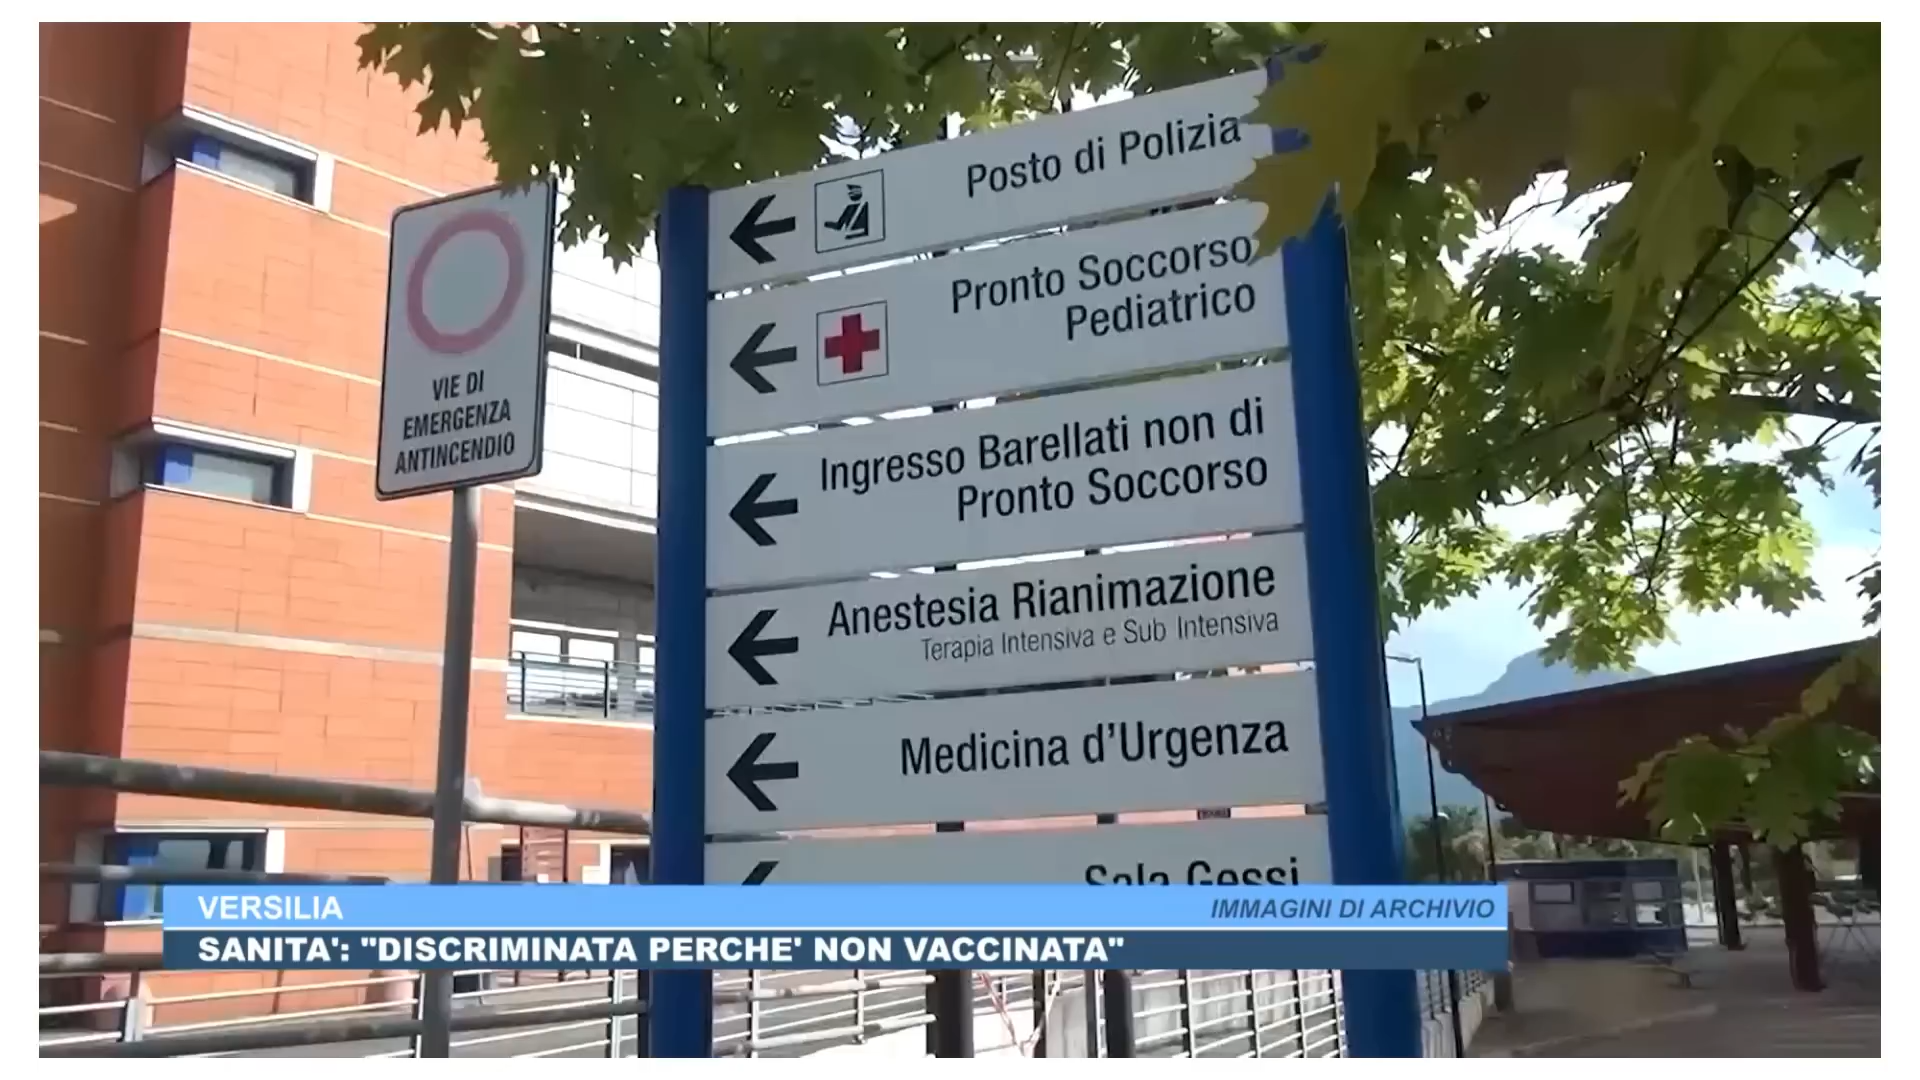 Posto di Polizia
Pronto Soccorso
Pediatrico
VIE DI
EMERGENZA
ANTINCENDIO
Ingresso Barellati non di
Pronto Soccorso
Anestesia Rianimazione
Terapia Intensiva e Sub Intensiva
Medicina d'Urgenza
Sala Gessi
VERSILIA
IMMAGINI DI ARCHIVIO
SANITA': "DISCRIMINATA PERCHE' NON VACCINATA"